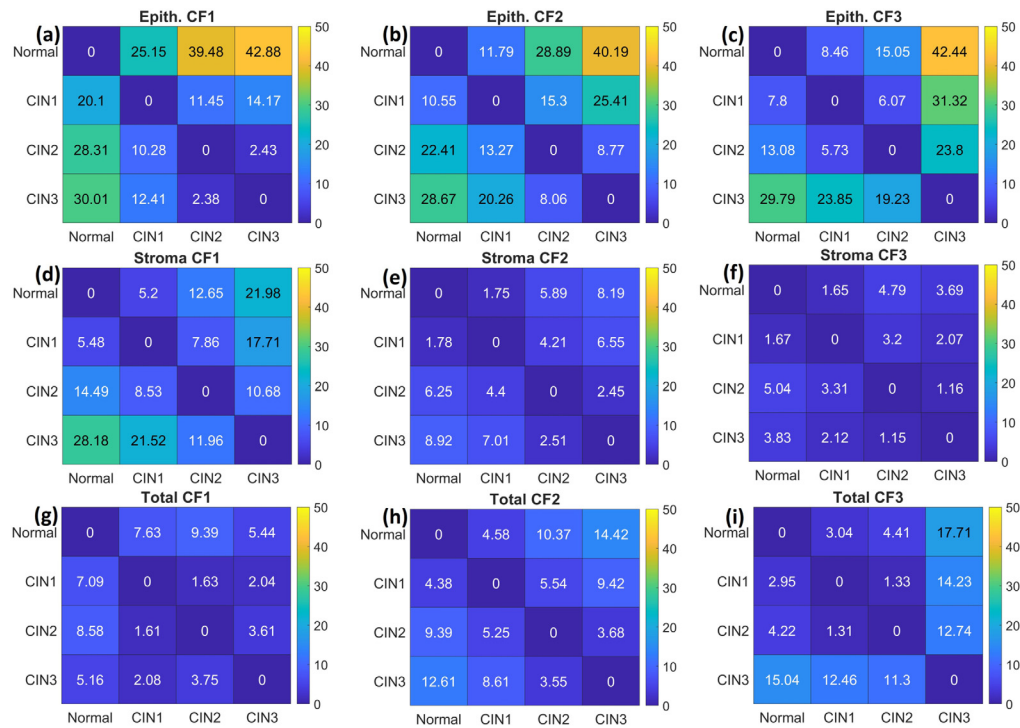 Epith. CF1
(a)
Normal 0 25.15 39.48 42.88
CIN1 20.1 0 11.45 14.17
CIN2 28.31 10.28 0 2.43
CIN3 30.01 12.41 2.38 0
Normal CIN1 CIN2 CIN3
50
40
30
20
10
0
Epith. CF2
(b)
Normal 0 11.79 28.89 40.19
CIN1 10.55 0 15.3 25.41
CIN2 22.41 13.27 0 8.77
CIN3 28.67 20.26 8.06 0
Normal CIN1 CIN2 CIN3
50
40
30
20
10
0
Epith. CF3
(c)
Normal 0 8.46 15.05 42.44
CIN1 7.8 0 6.07 31.32
CIN2 13.08 5.73 0 23.8
CIN3 29.79 23.85 19.23 0
Normal CIN1 CIN2 CIN3
50
40
30
20
10
0
Stroma CF1
(d)
Normal 0 5.2 12.65 21.98
CIN1 5.48 0 7.86 17.71
CIN2 14.49 8.53 0 10.68
CIN3 28.18 21.52 11.96 0
Normal CIN1 CIN2 CIN3
50
40
30
20
10
0
Stroma CF2
(e)
Normal 0 1.75 5.89 8.19
CIN1 1.78 0 4.21 6.55
CIN2 6.25 4.4 0 2.45
CIN3 8.92 7.01 2.51 0
Normal CIN1 CIN2 CIN3
50
40
30
20
10
0
Stroma CF3
(f)
Normal 0 1.65 4.79 3.69
CIN1 1.67 0 3.2 2.07
CIN2 5.04 3.31 0 1.16
CIN3 3.83 2.12 1.15 0
Normal CIN1 CIN2 CIN3
50
40
30
20
10
0
Total CF1
(g)
Normal 0 7.63 9.39 5.44
CIN1 7.09 0 1.63 2.04
CIN2 8.58 1.61 0 3.61
CIN3 5.16 2.08 3.75 0
Normal CIN1 CIN2 CIN3
50
40
30
20
10
0
Total CF2
(h)
Normal 0 4.58 10.37 14.42
CIN1 4.38 0 5.54 9.42
CIN2 9.39 5.25 0 3.68
CIN3 12.61 8.61 3.55 0
Normal CIN1 CIN2 CIN3
50
40
30
20
10
0
Total CF3
(i)
Normal 0 3.04 4.41 17.71
CIN1 2.95 0 1.33 14.23
CIN2 4.22 1.31 0 12.74
CIN3 15.04 12.46 11.3 0
Normal CIN1 CIN2 CIN3
50
40
30
20
10
0